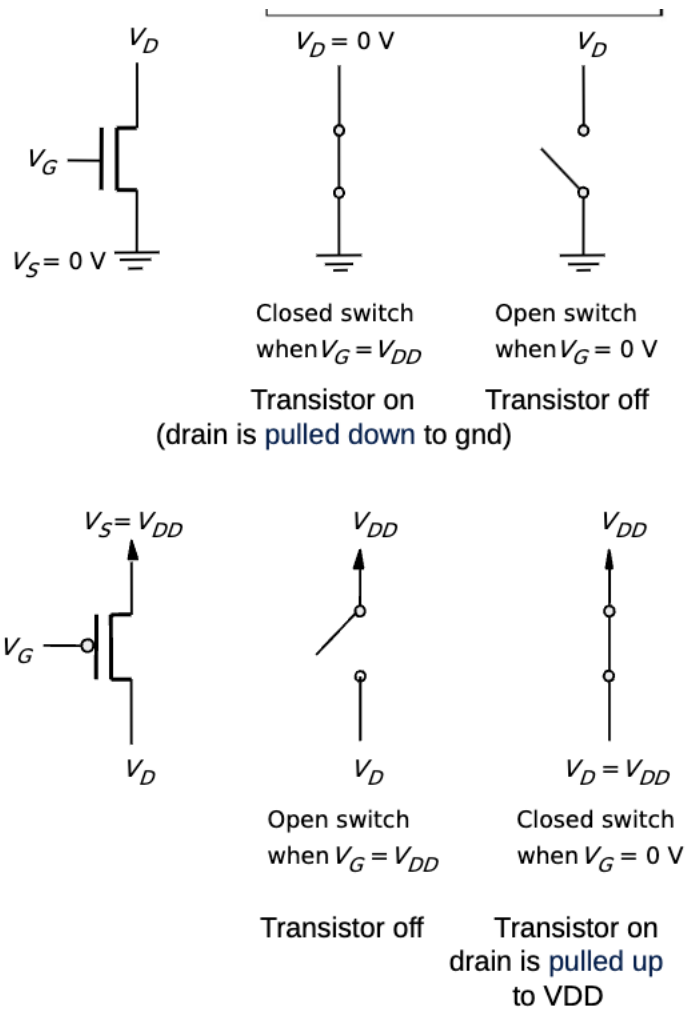 V_D
V_D = 0 V
V_D
V_G
V_S = 0 V
Closed switch
when V_G = V_DD
Open switch
when V_G = 0 V
Transistor on
Transistor off
(drain is pulled down to gnd)
V_S = V_DD
V_DD
V_DD
V_G
V_D
V_D
V_D = V_DD
Open switch
when V_G = V_DD
Closed switch
when V_G = 0 V
Transistor off
Transistor on
drain is pulled up
to VDD